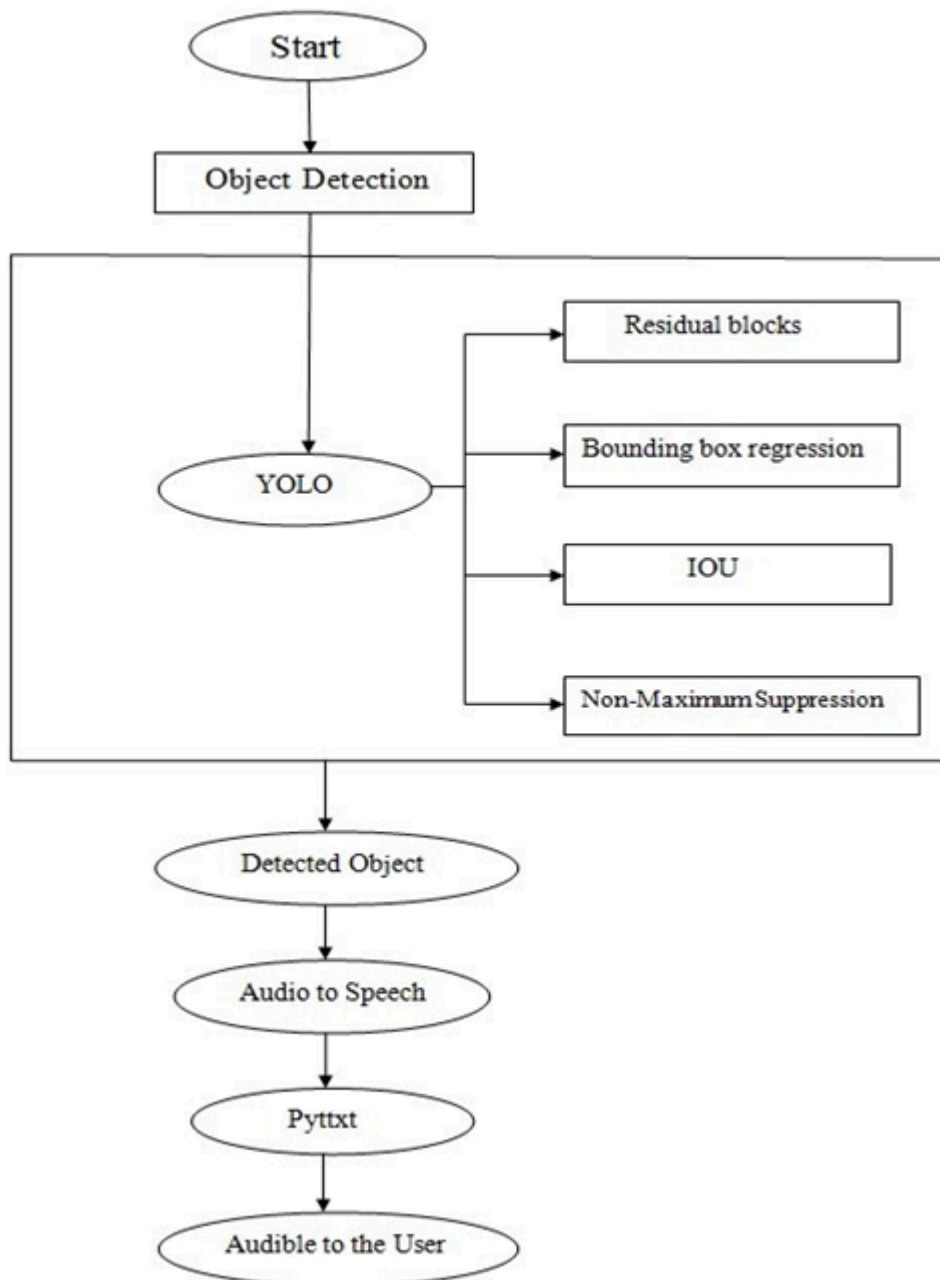 Start
Object Detection
Residual blocks
Bounding box regression
YOLO
IOU
Non-Maximum Suppression
Detected Object
Audio to Speech
Pyttxt
Audible to the User